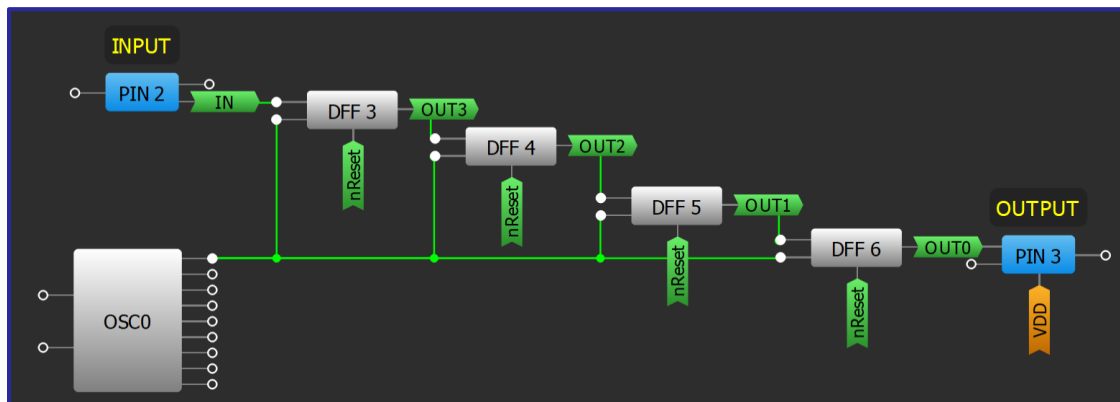 INPUT
PIN 2
IN
DFF 3
OUT3
nReset
DFF 4
OUT2
nReset
DFF 5
OUT1
nReset
DFF 6
OUT0
nReset
OUTPUT
PIN 3
VDD
OSC0